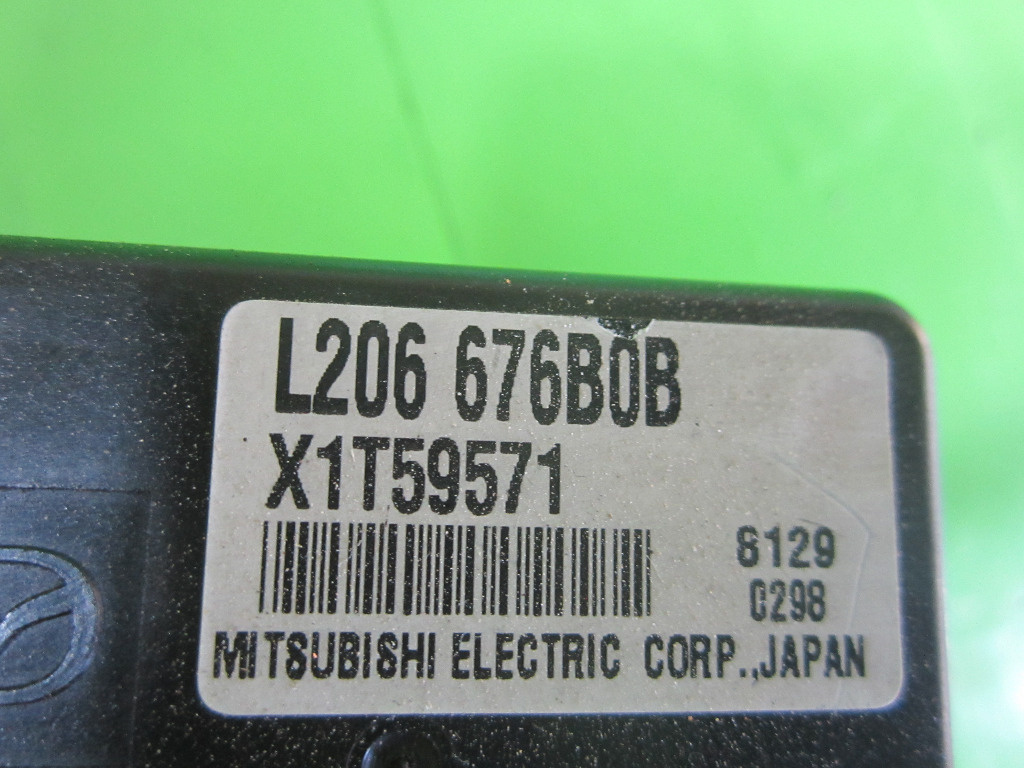 L206 676B0B
X1T59571
8129
0298
MITSUBISHI ELECTRIC CORP.,JAPAN